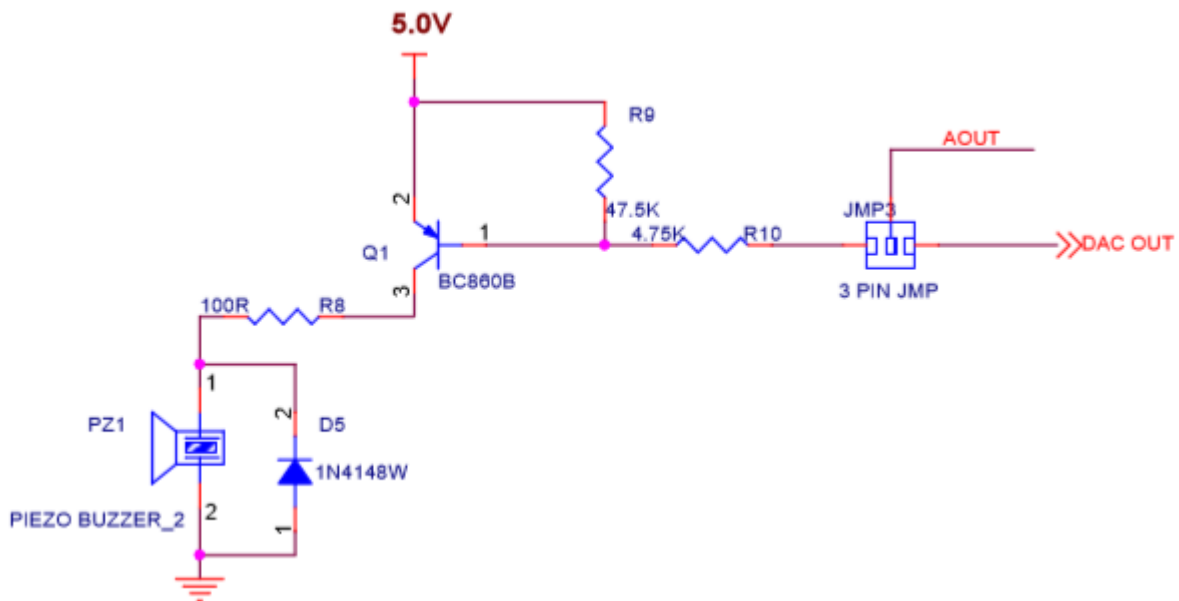 5.0V
R9
AOUT
2
47.5K
JMP3
1
4.75K
R10
DAC OUT
Q1
BC860B
3 PIN JMP
3
100R
R8
1
2
PZ1
D5
1N4148W
PIEZO BUZZER_2
2
1